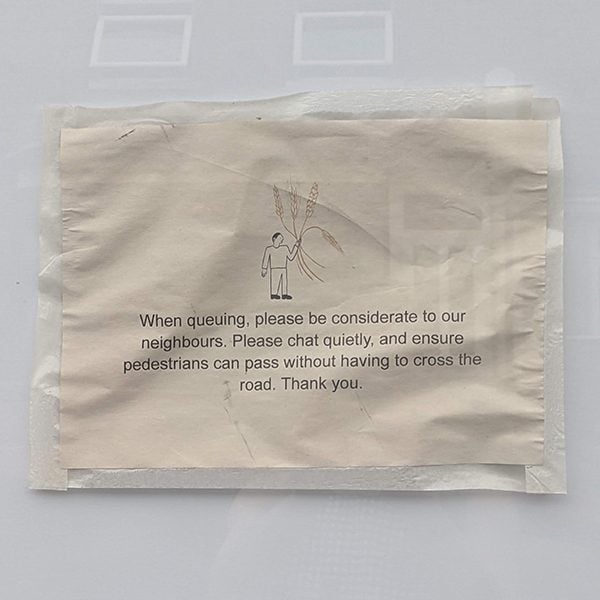 When queuing, please be considerate to our
neighbours. Please chat quietly, and ensure
pedestrians can pass without having to cross the
road. Thank you.